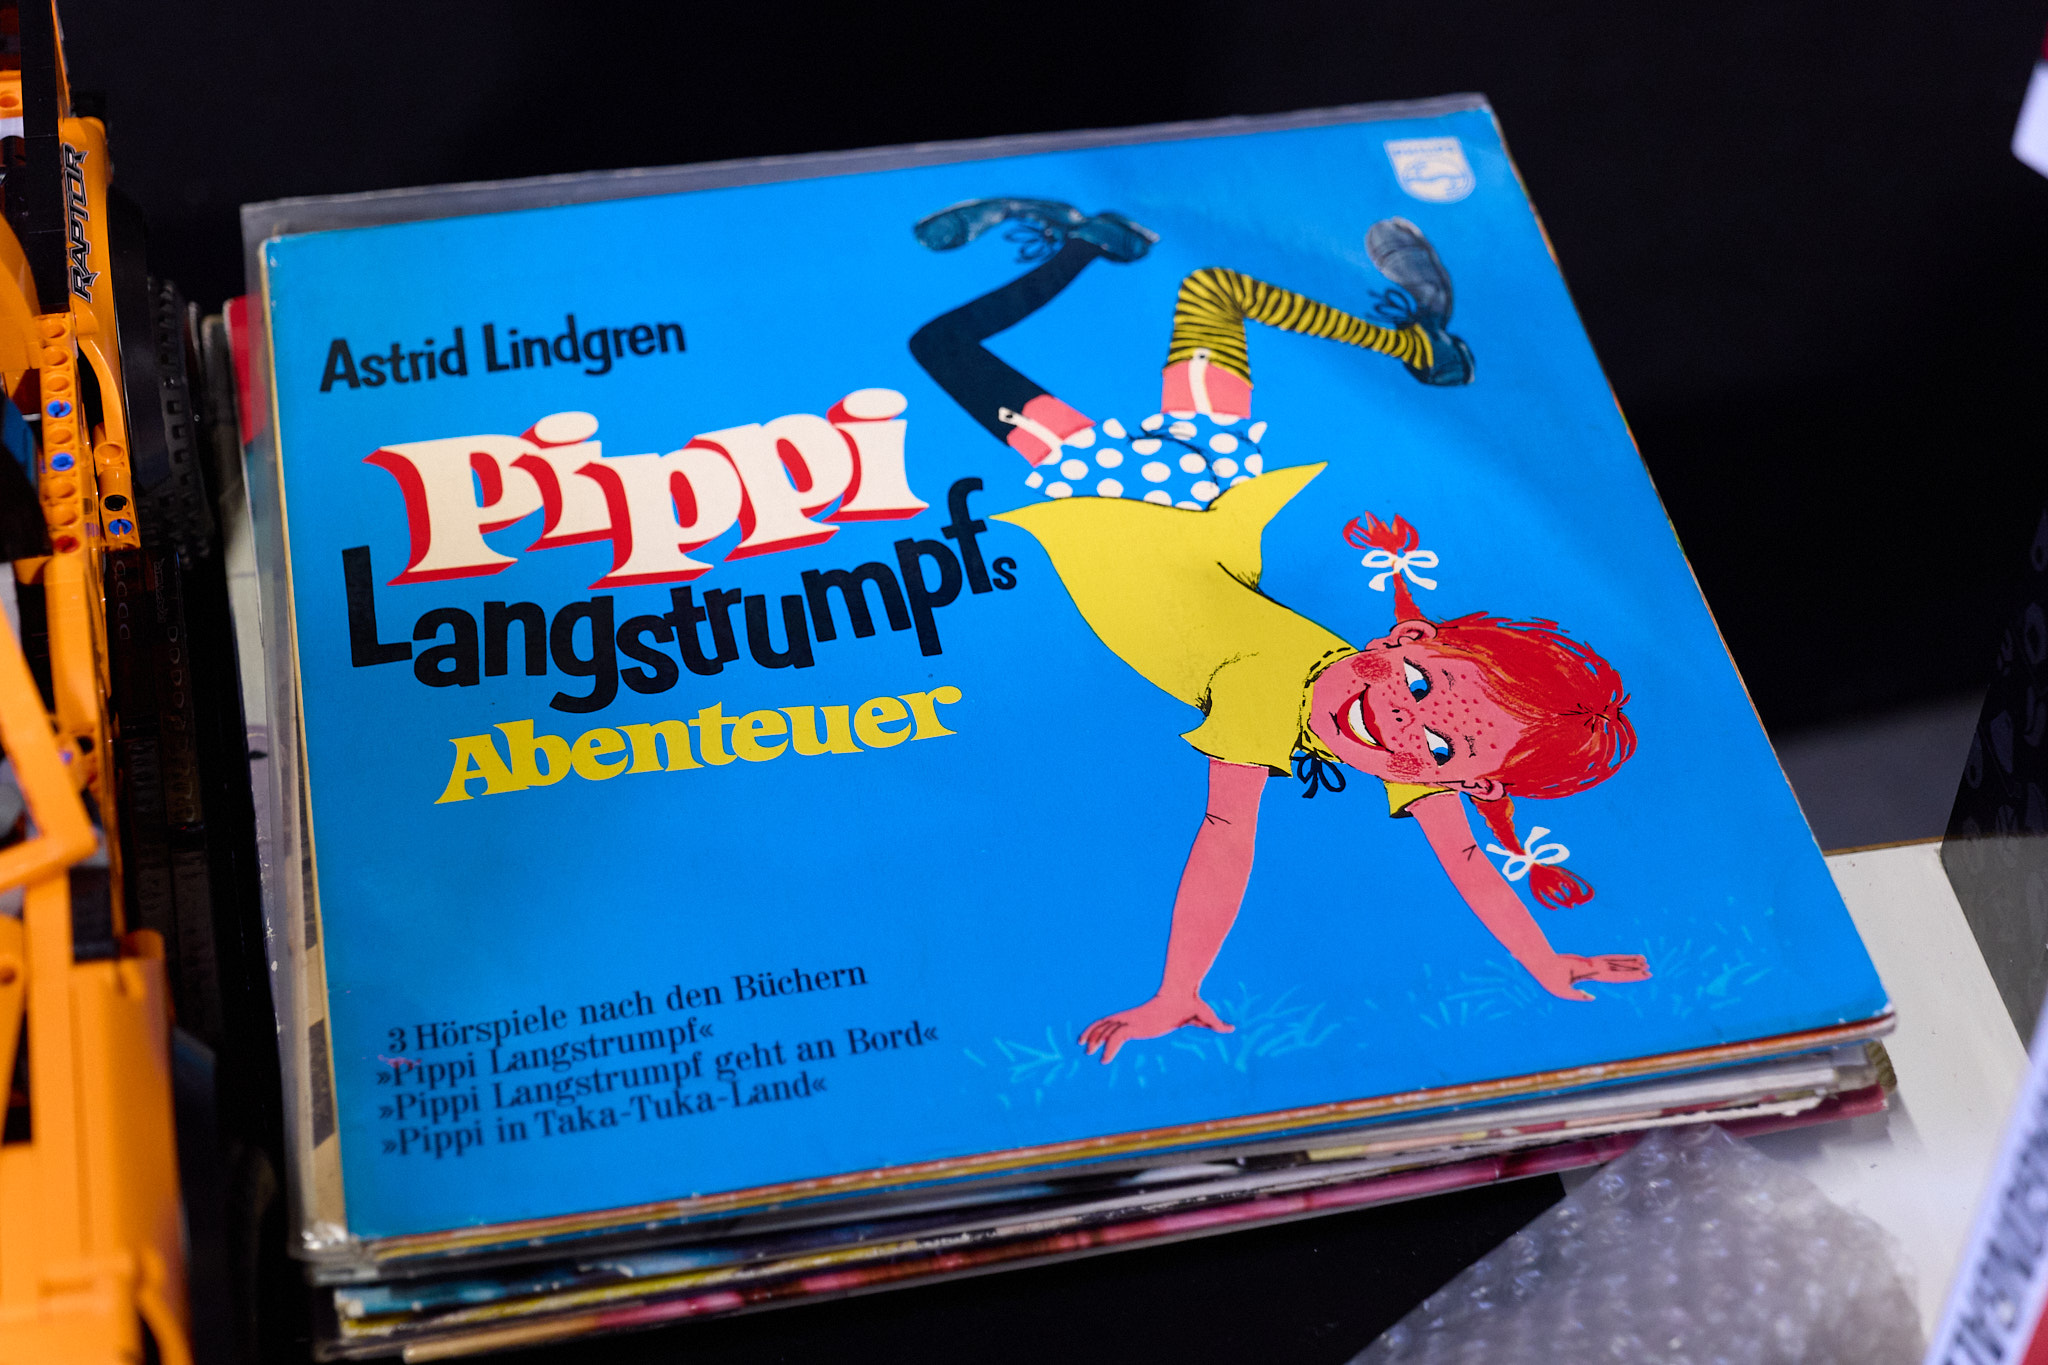 Astrid Lindgren
Pippi
Langstrumpfs
Abenteuer
3 Hörspiele nach den Büchern
»Pippi Langstrumpf«
»Pippi Langstrumpf geht an Bord«
»Pippi in Taka-Tuka-Land«
PHILIPS
RAPTOR